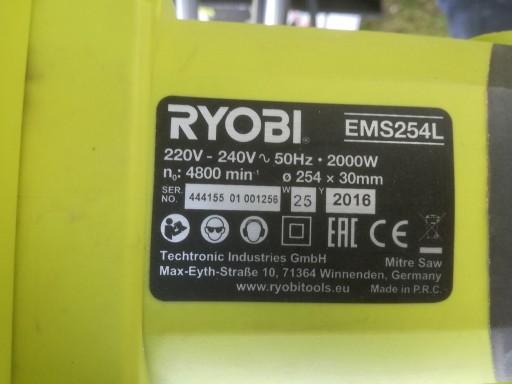 RYOBI EMS254L
220V - 240V ~ 50Hz • 2000W
n₀: 4800 min⁻¹ ø 254 × 30mm
SER. NO. 444155 01 001256 W 25 Y 2016
EAC CE
Techtronic Industries GmbH
Mitre Saw
Max-Eyth-Straße 10, 71364 Winnenden, Germany
www.ryobitools.eu
Made in P.R.C.